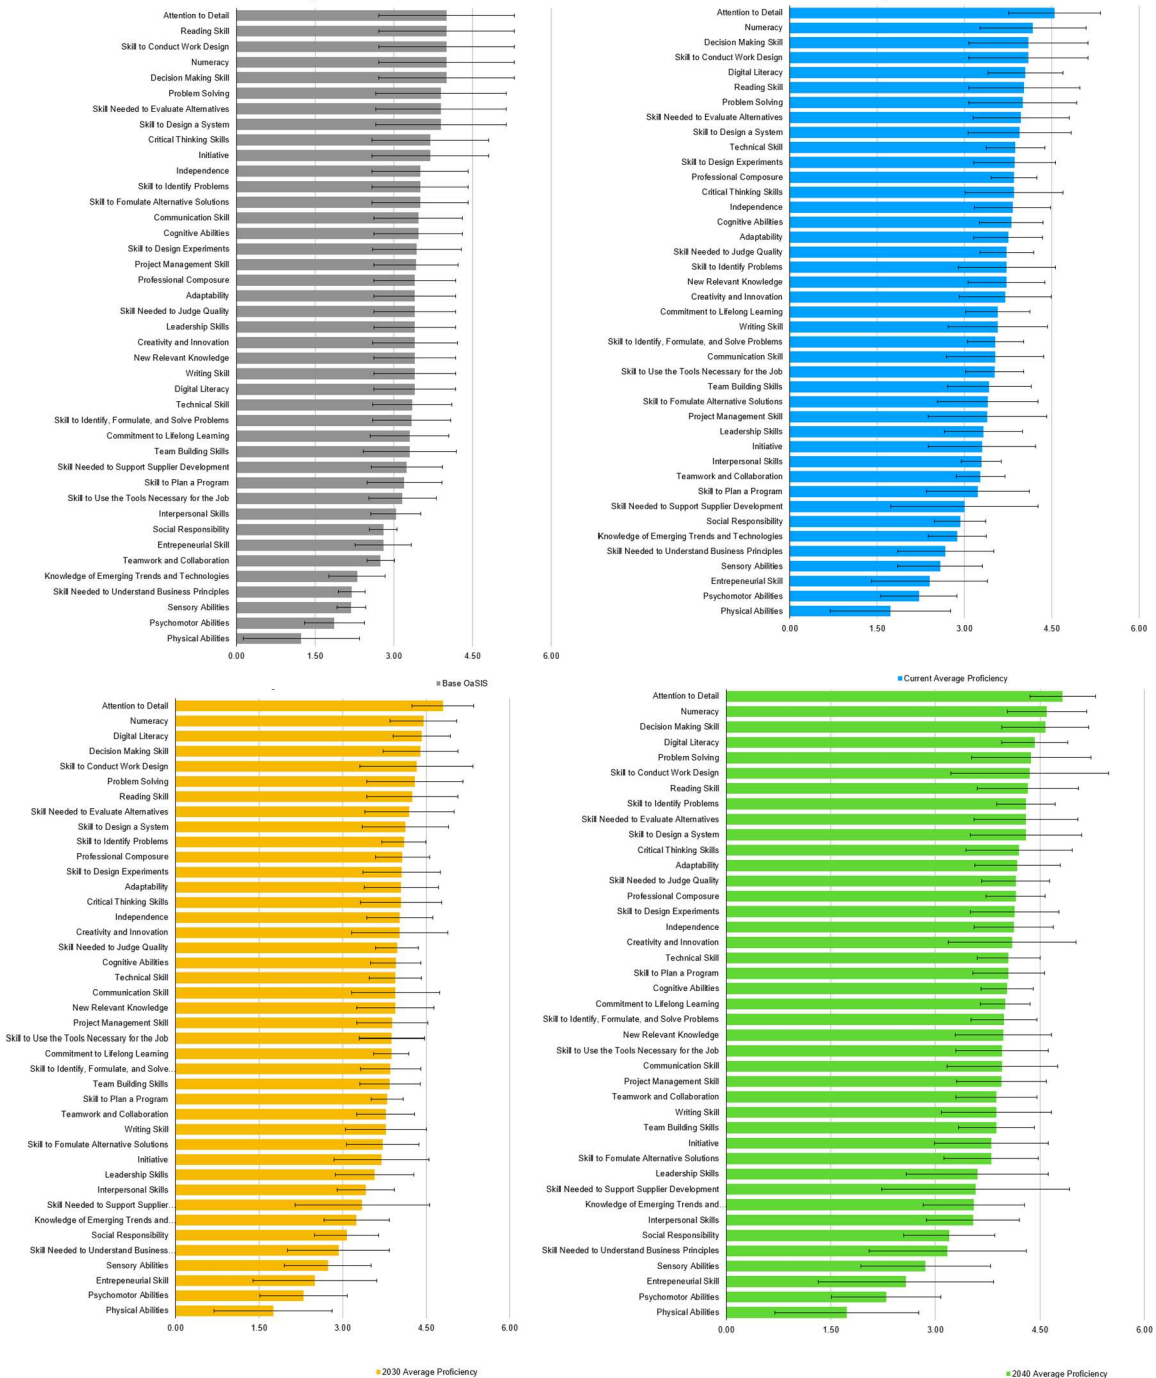 Attention to Detail
Reading Skill
Skill to Conduct Work Design
Numeracy
Decision Making Skill
Problem Solving
Skill Needed to Evaluate Alternatives
Skill to Design a System
Critical Thinking Skills
Initiative
Independence
Skill to Identify Problems
Skill to Fomulate Alternative Solutions
Communication Skill
Cognitive Abilities
Skill to Design Experiments
Project Management Skill
Professional Composure
Adaptability
Skill Needed to Judge Quality
Leadership Skills
Creativity and Innovation
New Relevant Knowledge
Writing Skill
Digital Literacy
Technical Skill
Skill to Identify, Formulate, and Solve Problems
Commitment to Lifelong Learning
Team Building Skills
Skill Needed to Support Supplier Development
Skill to Plan a Program
Skill to Use the Tools Necessary for the Job
Interpersonal Skills
Social Responsibility
Entrepeneurial Skill
Teamwork and Collaboration
Knowledge of Emerging Trends and Technologies
Skill Needed to Understand Business Principles
Sensory Abilities
Psychomotor Abilities
Physical Abilities
0.00 1.50 3.00 4.50 6.00
Base OaSIS
Attention to Detail
Numeracy
Decision Making Skill
Skill to Conduct Work Design
Digital Literacy
Reading Skill
Problem Solving
Skill Needed to Evaluate Alternatives
Skill to Design a System
Technical Skill
Skill to Design Experiments
Professional Composure
Critical Thinking Skills
Independence
Cognitive Abilities
Adaptability
Skill Needed to Judge Quality
Skill to Identify Problems
New Relevant Knowledge
Creativity and Innovation
Commitment to Lifelong Learning
Writing Skill
Skill to Identify, Formulate, and Solve Problems
Communication Skill
Skill to Use the Tools Necessary for the Job
Team Building Skills
Skill to Fomulate Alternative Solutions
Project Management Skill
Leadership Skills
Initiative
Interpersonal Skills
Teamwork and Collaboration
Skill to Plan a Program
Skill Needed to Support Supplier Development
Social Responsibility
Knowledge of Emerging Trends and Technologies
Skill Needed to Understand Business Principles
Sensory Abilities
Entrepeneurial Skill
Psychomotor Abilities
Physical Abilities
0.00 1.50 3.00 4.50 6.00
Current Average Proficiency
Attention to Detail
Numeracy
Digital Literacy
Decision Making Skill
Skill to Conduct Work Design
Problem Solving
Reading Skill
Skill Needed to Evaluate Alternatives
Skill to Design a System
Skill to Identify Problems
Professional Composure
Skill to Design Experiments
Adaptability
Critical Thinking Skills
Independence
Creativity and Innovation
Skill Needed to Judge Quality
Cognitive Abilities
Technical Skill
Communication Skill
New Relevant Knowledge
Project Management Skill
Skill to Use the Tools Necessary for the Job
Commitment to Lifelong Learning
Skill to Identify, Formulate, and Solve...
Team Building Skills
Skill to Plan a Program
Teamwork and Collaboration
Writing Skill
Skill to Fomulate Alternative Solutions
Initiative
Leadership Skills
Interpersonal Skills
Skill Needed to Support Supplier...
Knowledge of Emerging Trends and...
Social Responsibility
Skill Needed to Understand Business...
Sensory Abilities
Entrepeneurial Skill
Psychomotor Abilities
Physical Abilities
0.00 1.50 3.00 4.50 6.00
2030 Average Proficiency
Attention to Detail
Numeracy
Decision Making Skill
Digital Literacy
Problem Solving
Skill to Conduct Work Design
Reading Skill
Skill to Identify Problems
Skill Needed to Evaluate Alternatives
Skill to Design a System
Critical Thinking Skills
Adaptability
Skill Needed to Judge Quality
Professional Composure
Skill to Design Experiments
Independence
Creativity and Innovation
Technical Skill
Skill to Plan a Program
Cognitive Abilities
Commitment to Lifelong Learning
Skill to Identify, Formulate, and Solve Problems
New Relevant Knowledge
Skill to Use the Tools Necessary for the Job
Communication Skill
Project Management Skill
Teamwork and Collaboration
Writing Skill
Team Building Skills
Initiative
Skill to Fomulate Alternative Solutions
Leadership Skills
Skill Needed to Support Supplier Development
Knowledge of Emerging Trends and...
Interpersonal Skills
Social Responsibility
Skill Needed to Understand Business Principles
Sensory Abilities
Entrepeneurial Skill
Psychomotor Abilities
Physical Abilities
0.00 1.50 3.00 4.50 6.00
2040 Average Proficiency